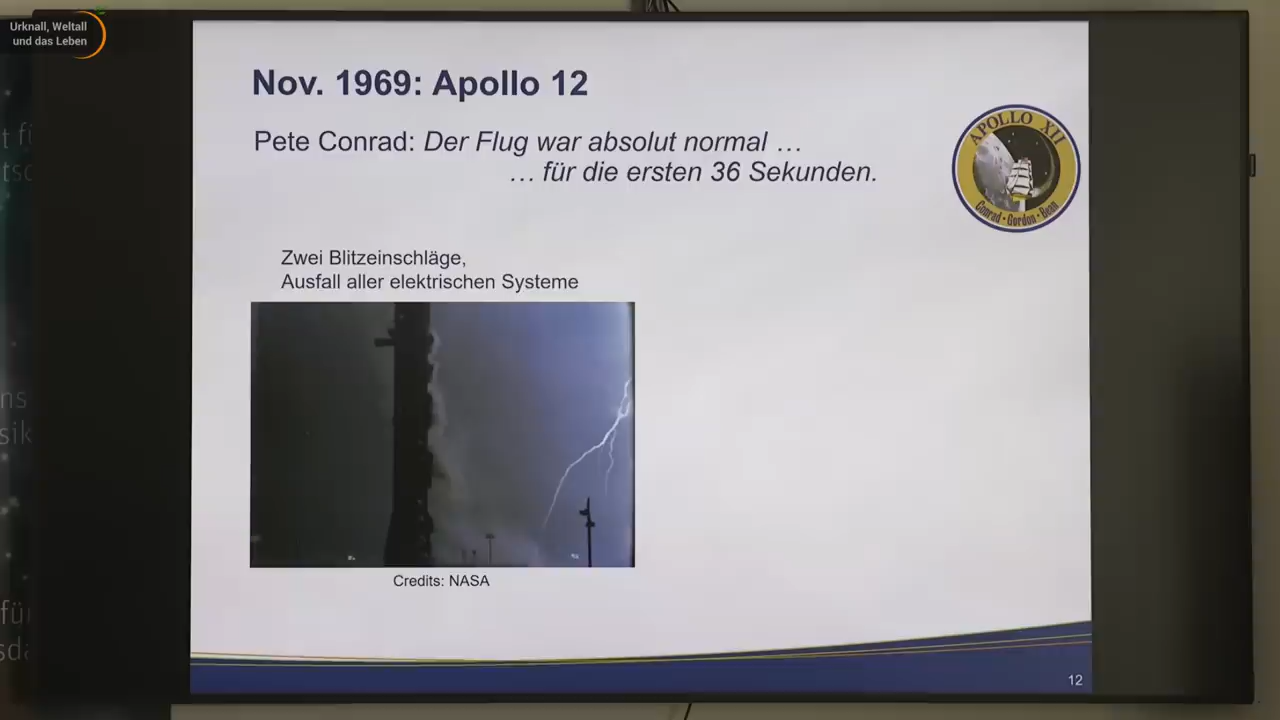 Urknall, Weltall
und das Leben
Nov. 1969: Apollo 12
Pete Conrad: Der Flug war absolut normal …
… für die ersten 36 Sekunden.
APOLLO XII
Conrad • Gordon • Bean
Zwei Blitzeinschläge,
Ausfall aller elektrischen Systeme
Credits: NASA
12